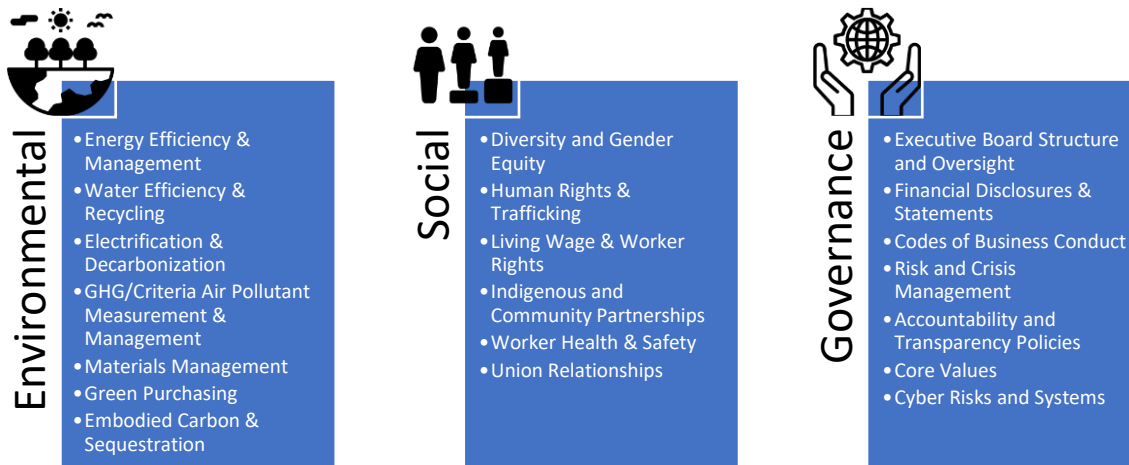 Environmental
•Energy Efficiency &
Management
•Water Efficiency &
Recycling
•Electrification &
Decarbonization
•GHG/Criteria Air Pollutant
Measurement &
Management
•Materials Management
•Green Purchasing
•Embodied Carbon &
Sequestration
Social
•Diversity and Gender
Equity
•Human Rights &
Trafficking
•Living Wage & Worker
Rights
•Indigenous and
Community Partnerships
•Worker Health & Safety
•Union Relationships
Governance
•Executive Board Structure
and Oversight
•Financial Disclosures &
Statements
•Codes of Business Conduct
•Risk and Crisis
Management
•Accountability and
Transparency Policies
•Core Values
•Cyber Risks and Systems